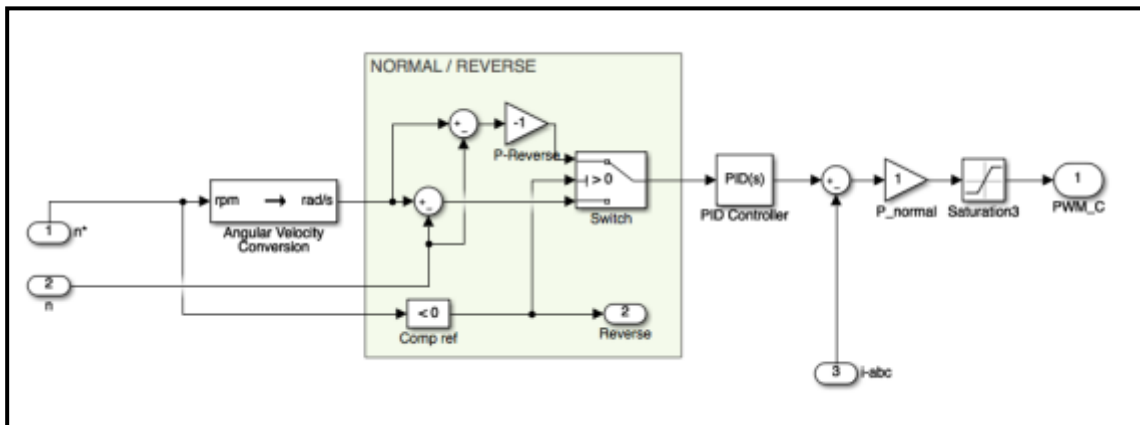 NORMAL / REVERSE
+
-
-1
P-Reverse
rpm → rad/s
Angular Velocity
Conversion
1
n*
2
n
+
-
> 0
Switch
< 0
Comp ref
2
Reverse
PID(s)
PID Controller
+
-
1
P_normal
Saturation3
1
PWM_C
3
i-abc